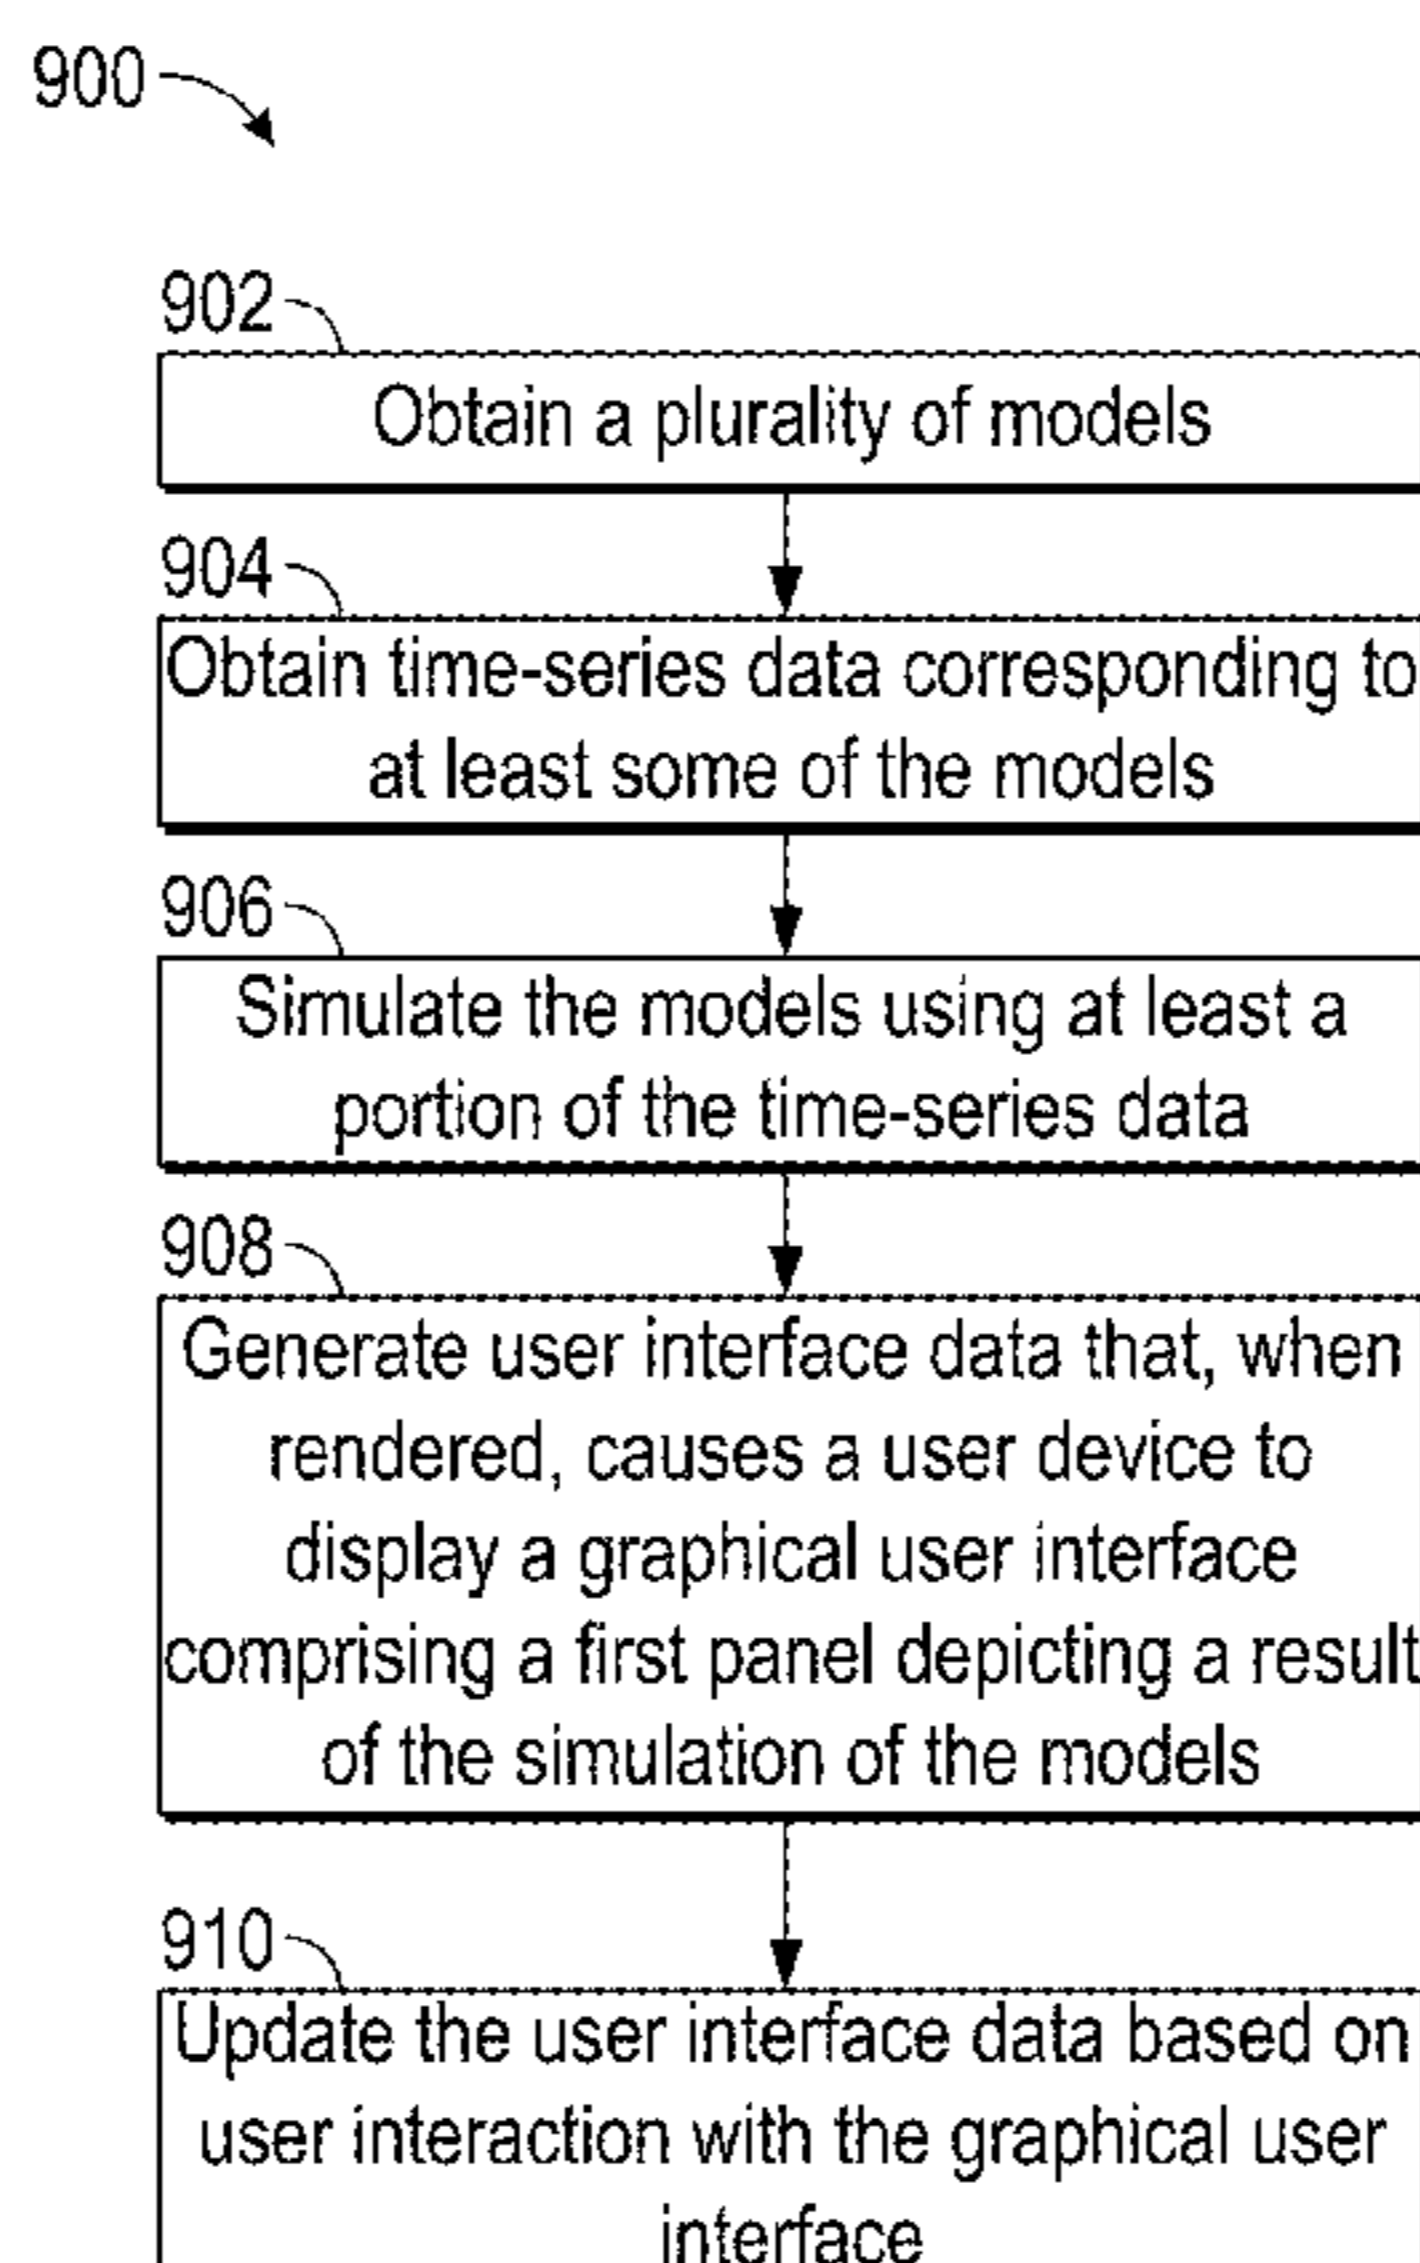 900
902
Obtain a plurality of models
904
Obtain time-series data corresponding to
at least some of the models
906
Simulate the models using at least a
portion of the time-series data
908
Generate user interface data that, when
rendered, causes a user device to
display a graphical user interface
comprising a first panel depicting a result
of the simulation of the models
910
Update the user interface data based on
user interaction with the graphical user
interface